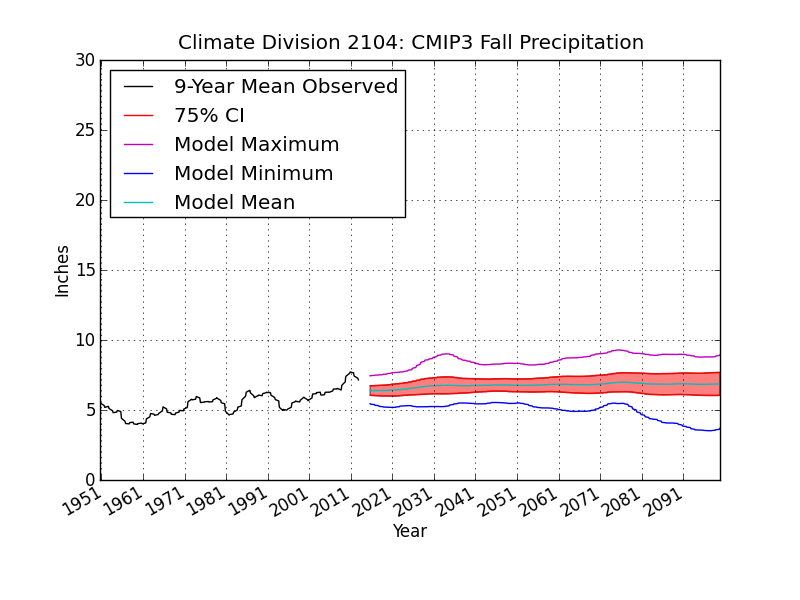 Climate Division 2104: CMIP3 Fall Precipitation
30
25
20
15
10
5
0
Inches
9-Year Mean Observed
75% CI
Model Maximum
Model Minimum
Model Mean
1951 1961 1971 1981 1991 2001 2011 2021 2031 2041 2051 2061 2071 2081 2091
Year